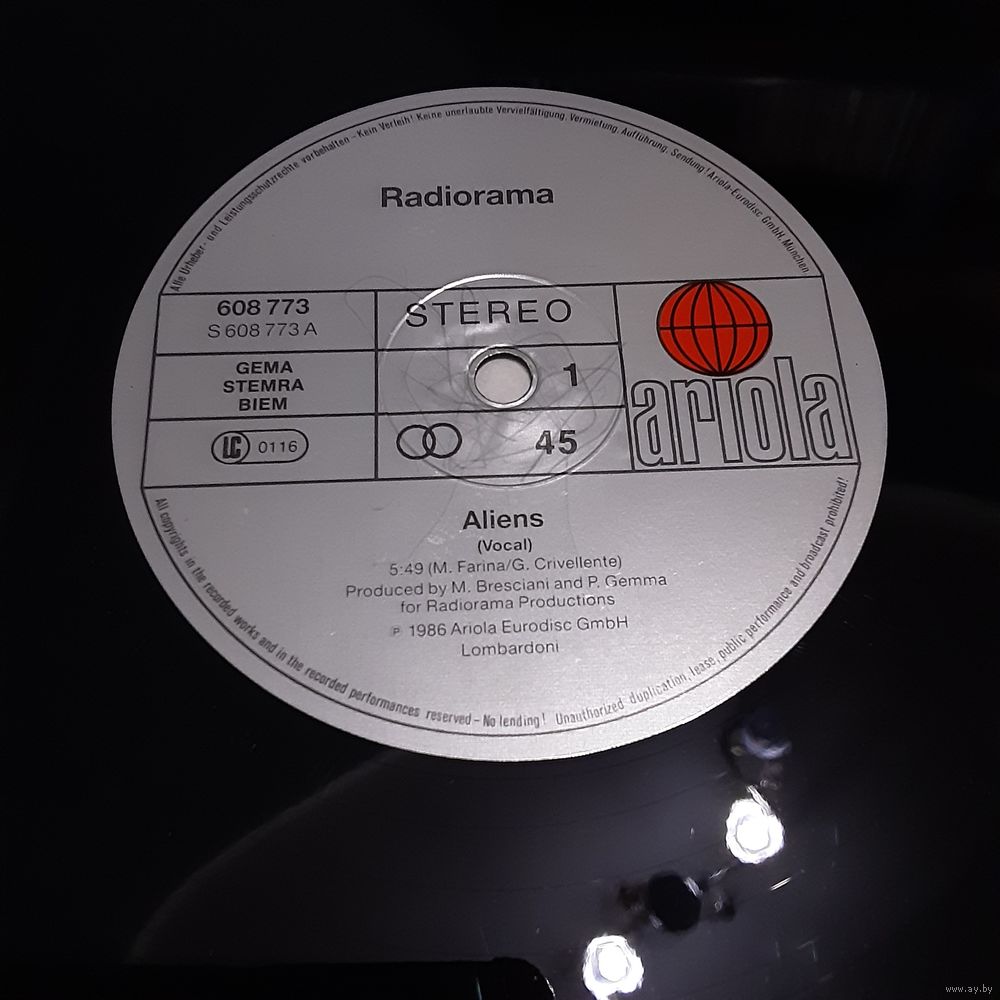 Alle Urheber- und Leistungsschutzrechte vorbehalten – Kein Verleih! Keine unerlaubte Vervielfältigung, Vermietung, Aufführung, Sendung! Ariola-Eurodisc GmbH, München
Radiorama
608 773
S 608 773 A
STEREO
GEMA
STEMRA
BIEM
1
LC 0116
45
ariola
Aliens
(Vocal)
5:49 (M. Farina/G. Crivellente)
Produced by M. Bresciani and P. Gemma
for Radiorama Productions
℗ 1986 Ariola Eurodisc GmbH
Lombardoni
All copyrights in the recorded works and in the recorded performances reserved – No lending! Unauthorized duplication, lease, public performance and broadcast prohibited!
www.ay.by